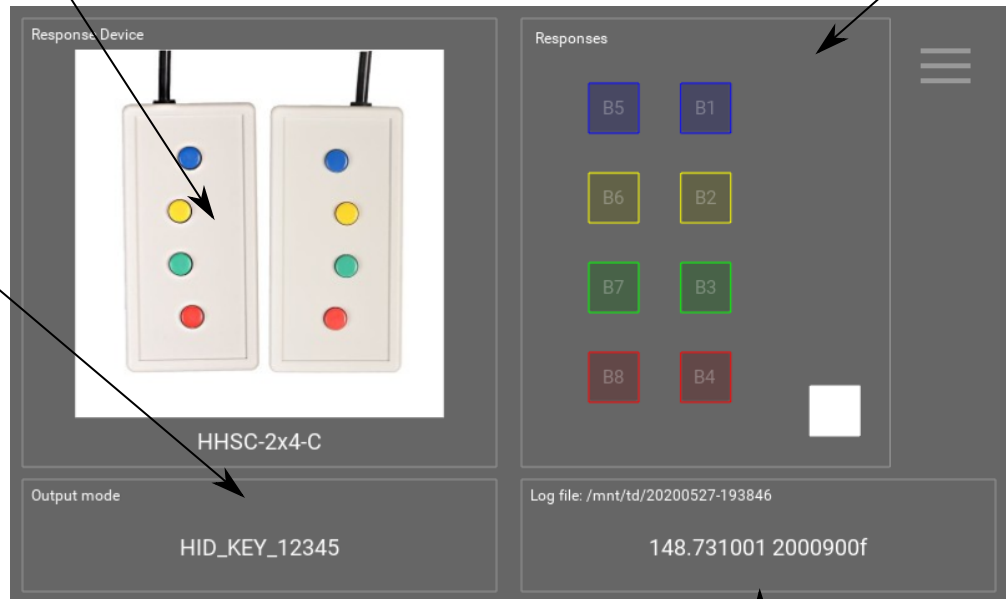 Response Device
HHSC-2x4-C
Responses
B5 B1
B6 B2
B7 B3
B8 B4
Output mode
HID_KEY_12345
Log file: /mnt/td/20200527-193846
148.731001 2000900f